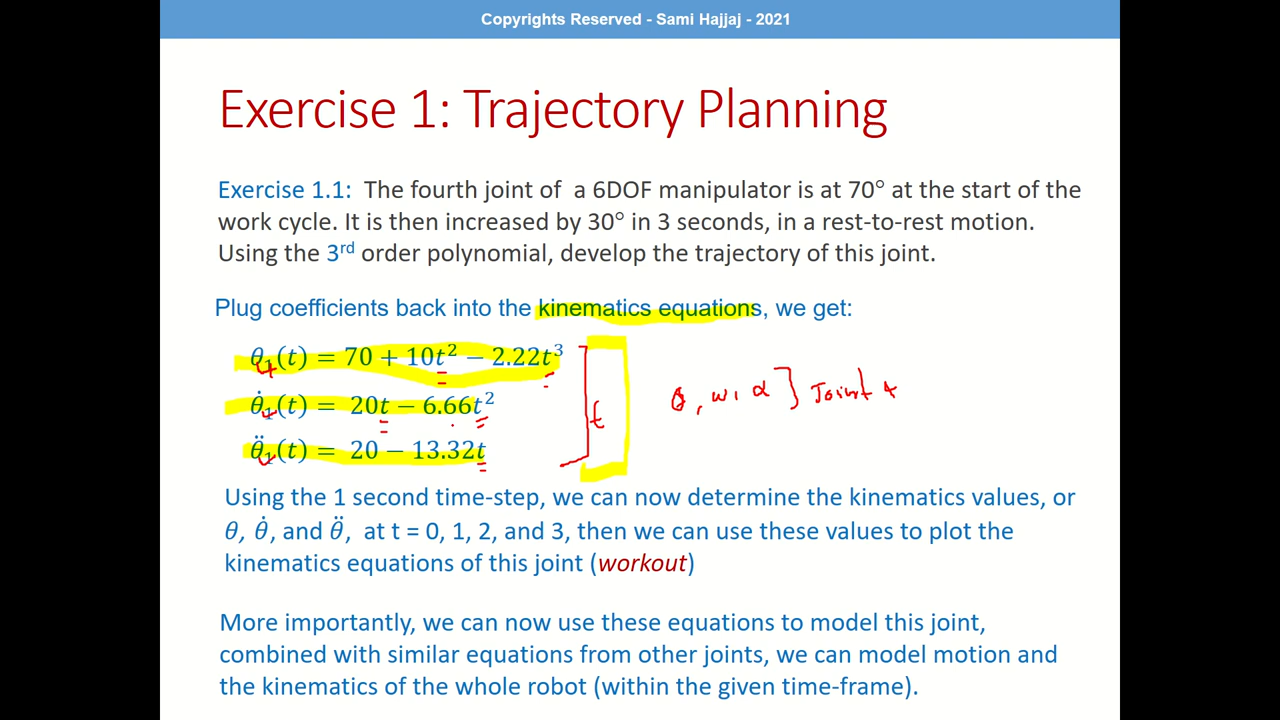 Copyrights Reserved - Sami Hajjaj - 2021
Exercise 1: Trajectory Planning
Exercise 1.1: The fourth joint of a 6DOF manipulator is at 70° at the start of the
work cycle. It is then increased by 30° in 3 seconds, in a rest-to-rest motion.
Using the 3rd order polynomial, develop the trajectory of this joint.
Plug coefficients back into the kinematics equations, we get:
θ₄(t) = 70 + 10t² − 2.22t³
θ̇₁(t) = 20t − 6.66t²
θ̈₁(t) = 20 − 13.32t
t
θ, ω, α } Joint 4
Using the 1 second time-step, we can now determine the kinematics values, or
θ, θ̇, and θ̈, at t = 0, 1, 2, and 3, then we can use these values to plot the
kinematics equations of this joint (workout)
More importantly, we can now use these equations to model this joint,
combined with similar equations from other joints, we can model motion and
the kinematics of the whole robot (within the given time-frame).